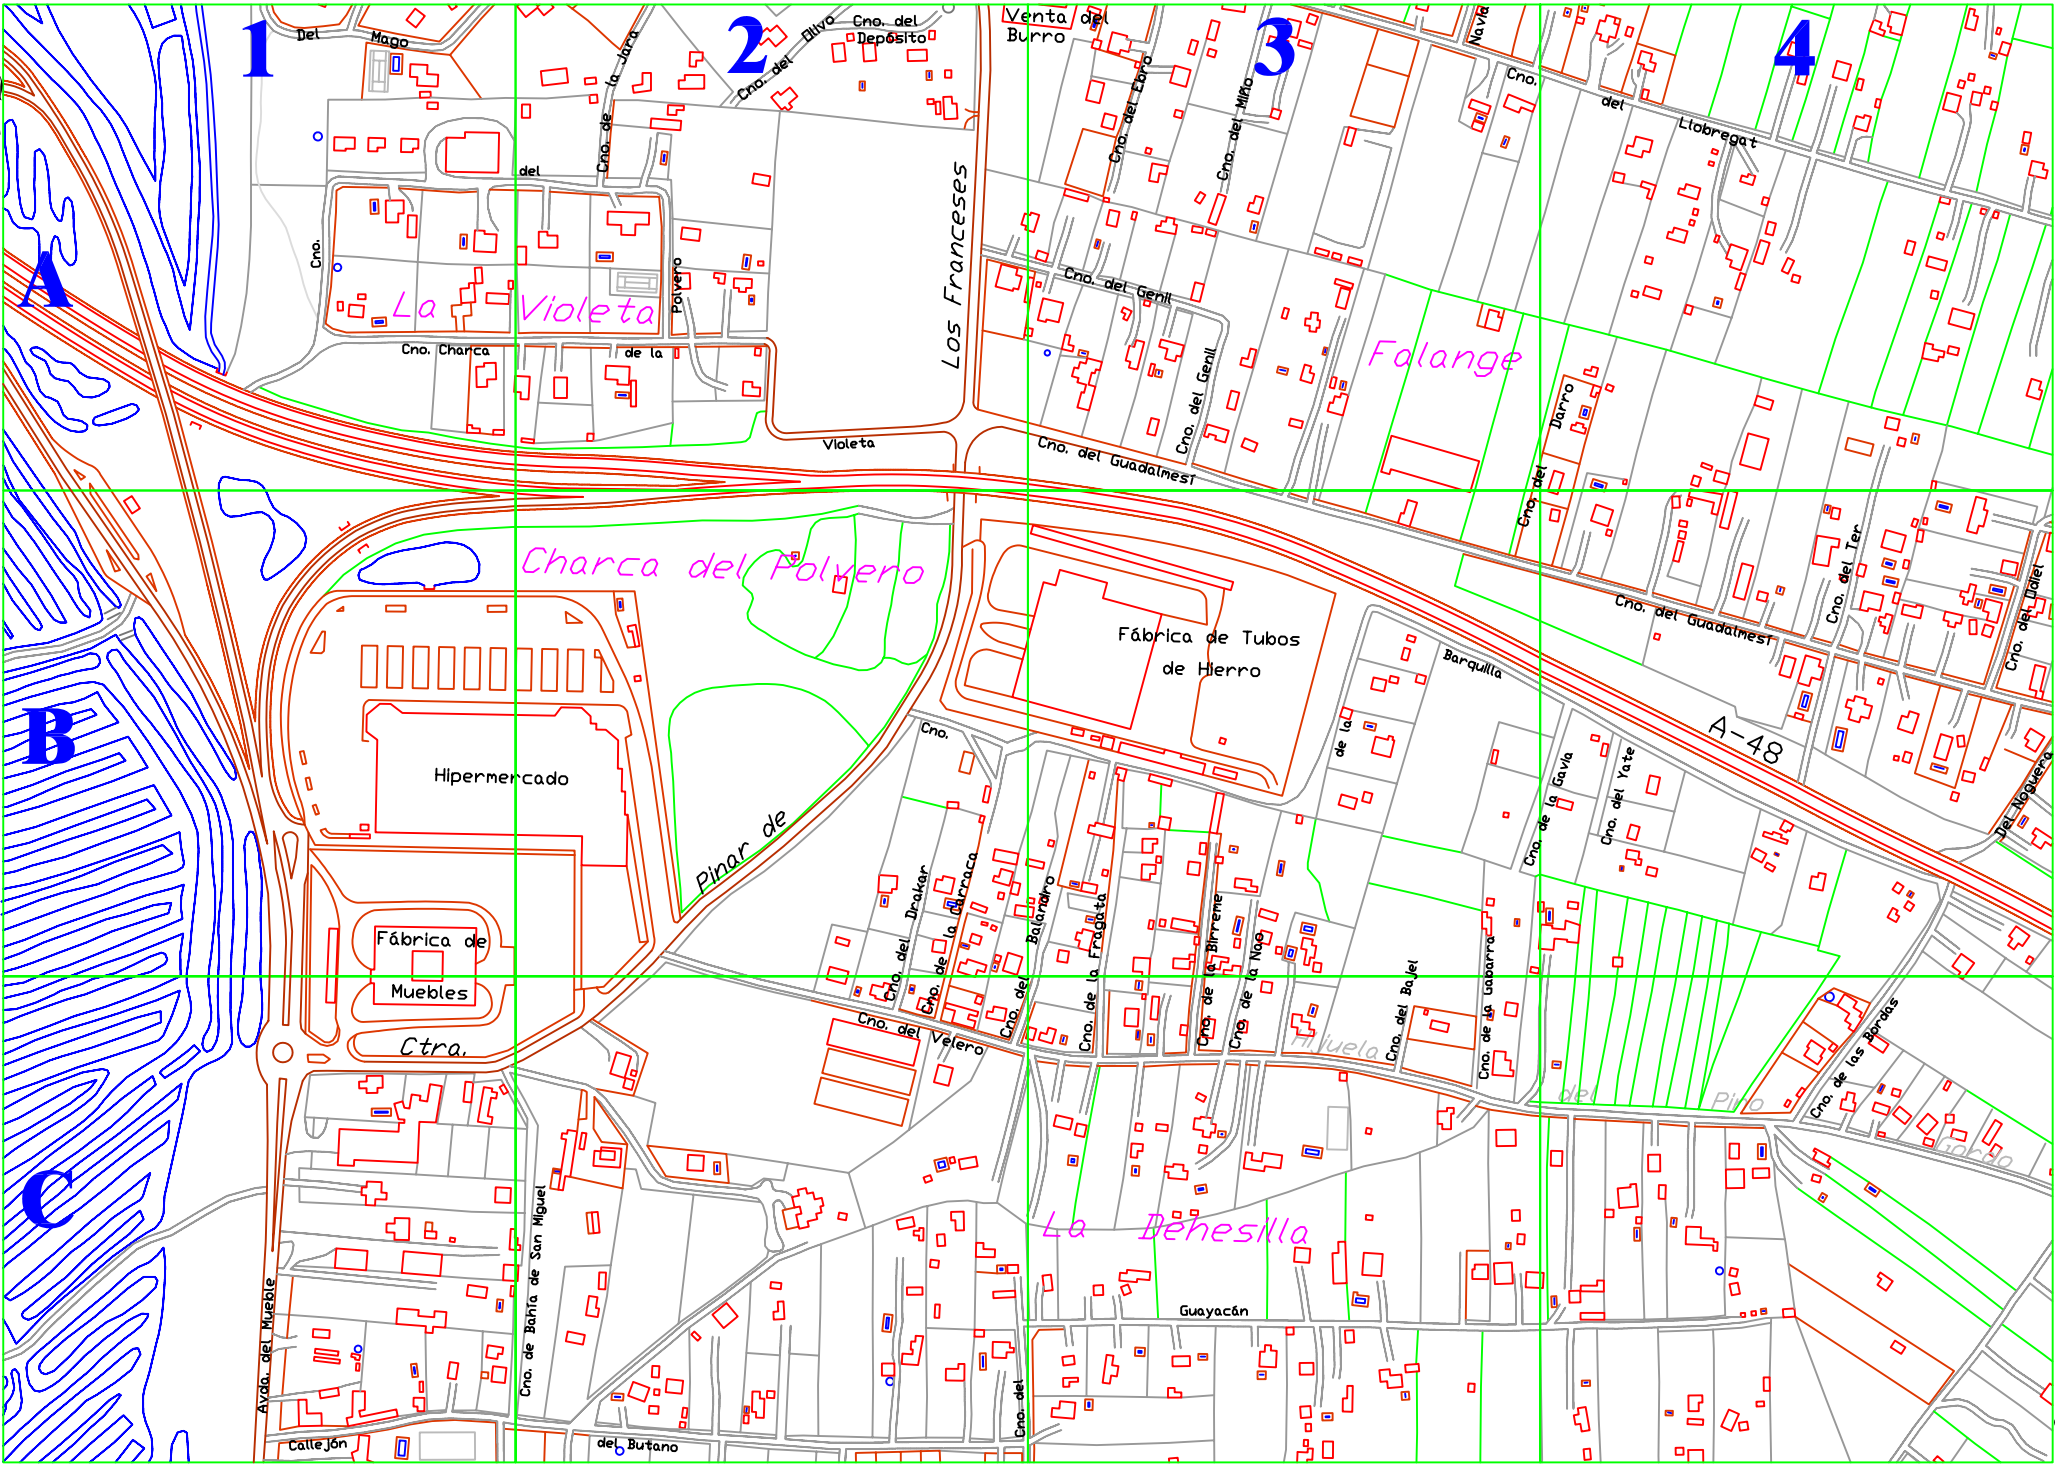 1
2
3
4
A
B
C
Del Mago
Cno. del Olivo
Cno. del
Depósito
Venta del
Burro
Cno. de la Jara
Cno. del Polvero
La Violeta
Cno. Charca de la Violeta
Los Franceses
Cno. del Ebro
Cno. del Miño
Navia
Cno. del Llobregat
Cno. del Genil
Cno. del Genil
Falange
Cno. del Darro
Cno. del Guadalmesí
Charca del Polvero
Fábrica de Tubos
de Hierro
Barquilla
de la
Cno.
Cno. del Guadalmesí
Cno. del Ter
Cno. del Odiel
Del Noguera
A-48
Hipermercado
Fábrica de
Muebles
Ctra. Pinar de
Cno. del Drakar
Cno. de la Carraca
Cno. del Balandro
Cno. de la Fragata
Cno. de la Birreme
Cno. de la Nao
Cno. del Bajel
Cno. de la Gabarra
Cno. de la Gavia
Cno. del Yate
Cno. de las Bordas
Cno. del Velero
Hijuela del Pino Gordo
La Dehesilla
Guayacán
Cno. del
Avda. del Mueble
Cno. de Bahía de San Miguel
Callejón del Butano